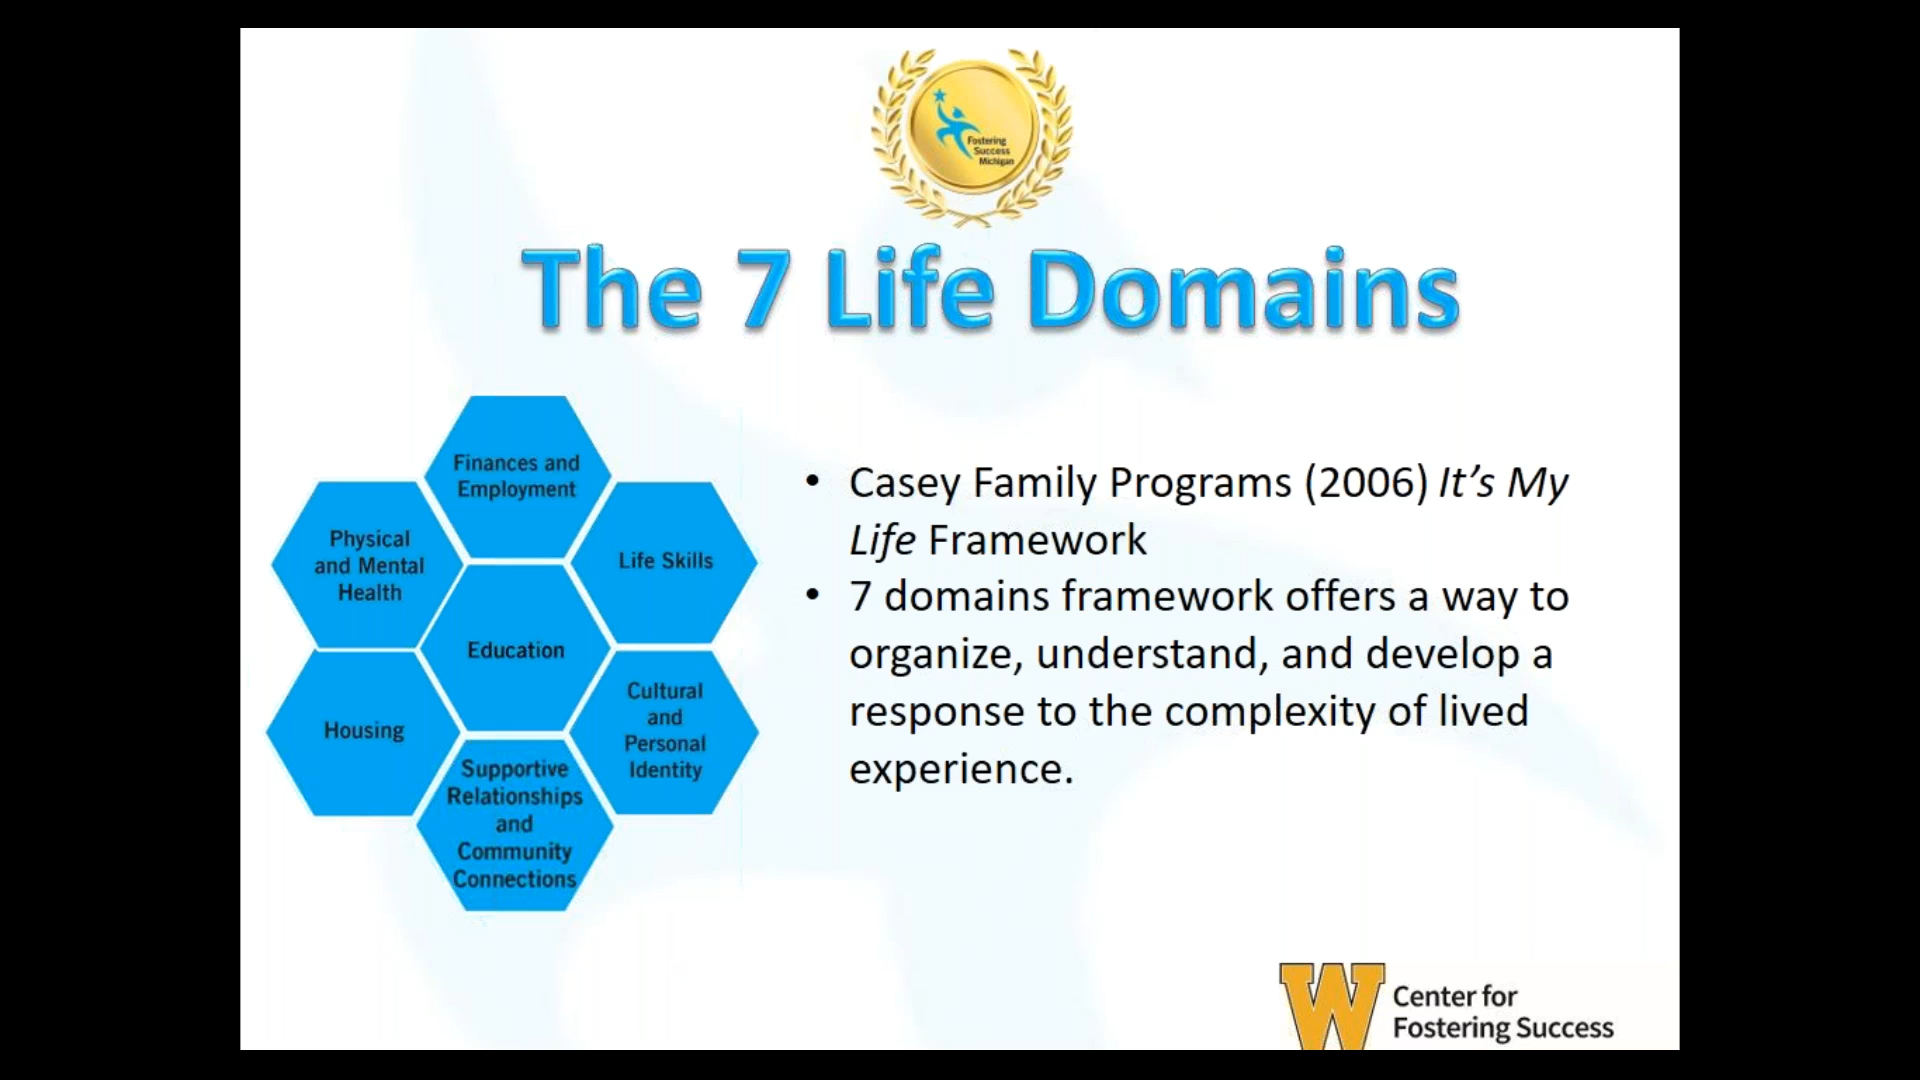 Fostering
Success
Michigan
The 7 Life Domains
Finances and
Employment
Physical
and Mental
Health
Life Skills
Education
Housing
Cultural
and
Personal
Identity
Supportive
Relationships
and
Community
Connections
• Casey Family Programs (2006) It’s My
Life Framework
• 7 domains framework offers a way to
organize, understand, and develop a
response to the complexity of lived
experience.
W
Center for
Fostering Success